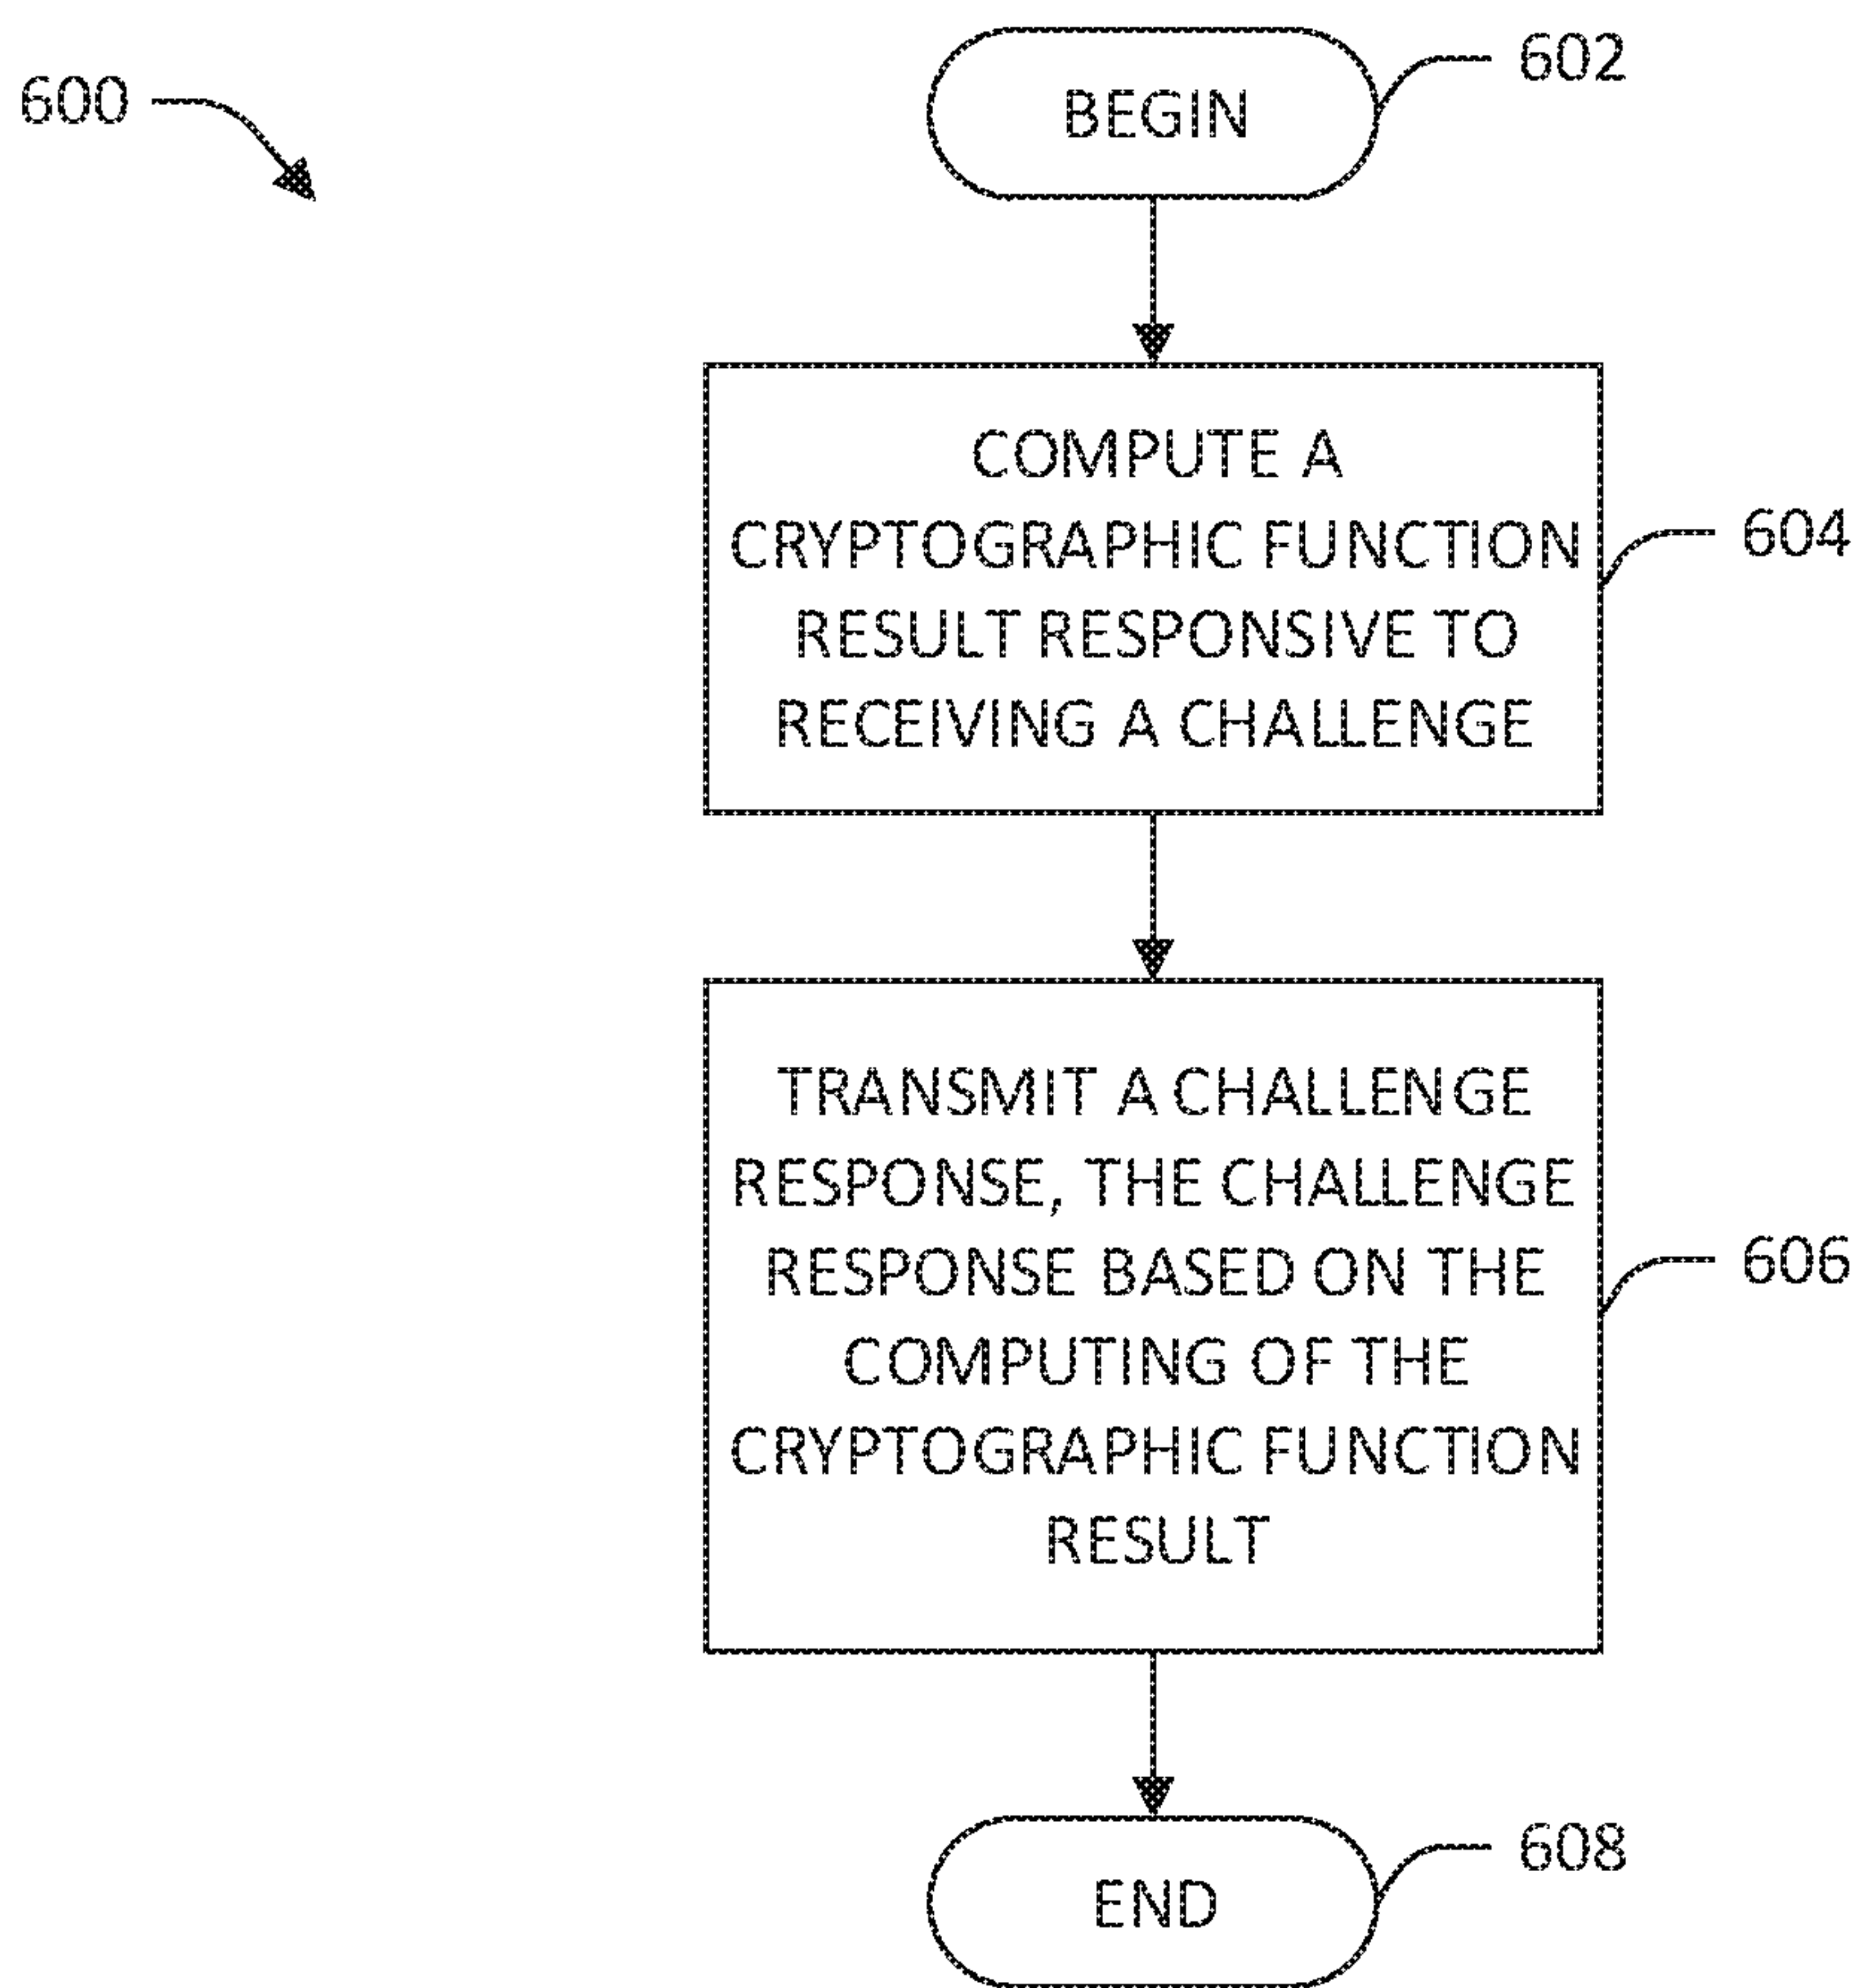 600
602
BEGIN
COMPUTE A
CRYPTOGRAPHIC FUNCTION
RESULT RESPONSIVE TO
RECEIVING A CHALLENGE
604
TRANSMIT A CHALLENGE
RESPONSE, THE CHALLENGE
RESPONSE BASED ON THE
COMPUTING OF THE
CRYPTOGRAPHIC FUNCTION
RESULT
606
608
END